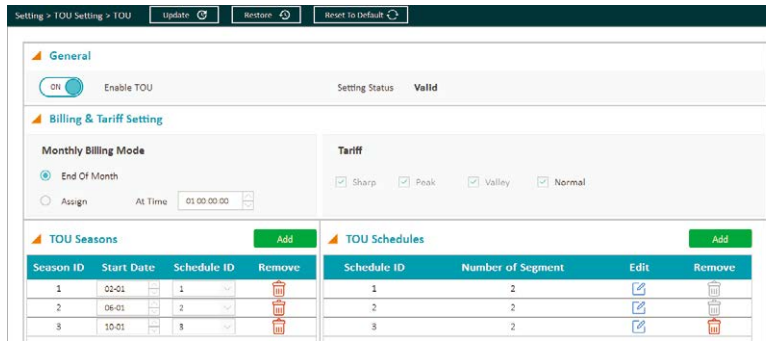 Setting > TOU Setting > TOU Update Restore Reset To Default
General
ON Enable TOU Setting Status Valid
Billing & Tariff Setting
Monthly Billing Mode Tariff
End Of Month Sharp Peak Valley Normal
Assign At Time 01 00:00:00
TOU Seasons Add TOU Schedules Add
Season ID Start Date Schedule ID Remove Schedule ID Number of Segment Edit Remove
1 02-01 1 1 2
2 06-01 2 2 2
3 10-01 3 3 2